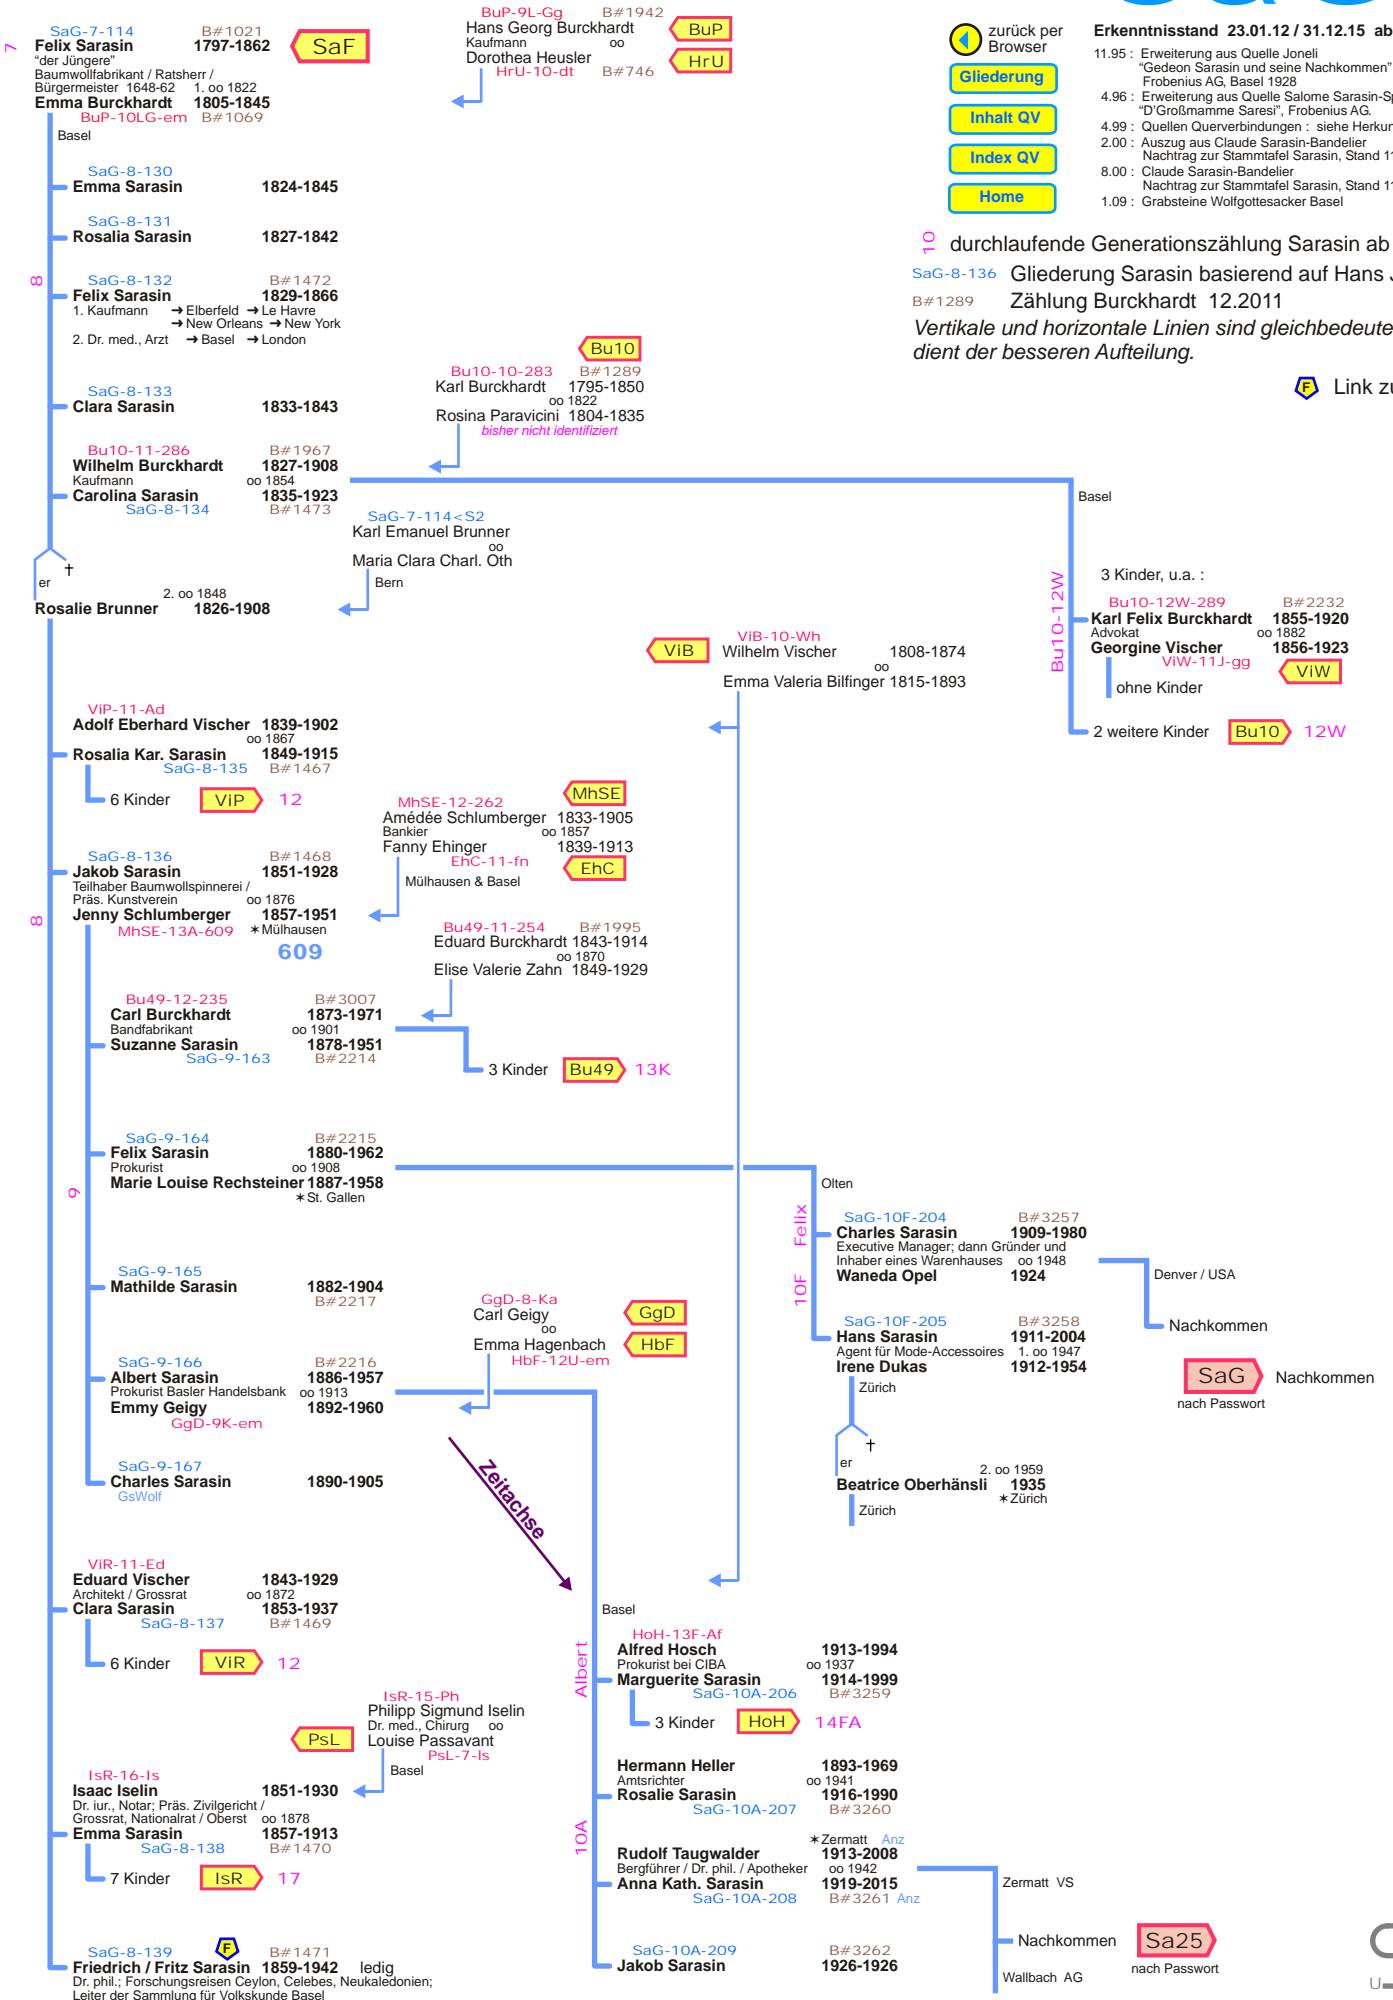 7
SaG-7-114 B#1021
Felix Sarasin 1797-1862
SaF
"der Jüngere"
Baumwollfabrikant / Ratsherr /
Bürgermeister 1648-62 1. oo 1822
Emma Burckhardt 1805-1845
BuP-10LG-em B#1069
Basel
BuP-9L-Gg B#1942
Hans Georg Burckhardt
BuP
Kaufmann oo
Dorothea Heusler
HrU
HrU-10-dt B#746
zurück per
Browser
Gliederung
Inhalt QV
Index QV
Home
Erkenntnisstand 23.01.12 / 31.12.15 ab
11.95 : Erweiterung aus Quelle Joneli
"Gedeon Sarasin und seine Nachkommen"
Frobenius AG, Basel 1928
4.96 : Erweiterung aus Quelle Salome Sarasin-Sp
"D'Großmamme Saresi", Frobenius AG.
4.99 : Quellen Querverbindungen : siehe Herkun
2.00 : Auszug aus Claude Sarasin-Bandelier
Nachtrag zur Stammtafel Sarasin, Stand 11
8.00 : Claude Sarasin-Bandelier
Nachtrag zur Stammtafel Sarasin, Stand 11
1.09 : Grabsteine Wolfgottesacker Basel
10 durchlaufende Generationszählung Sarasin ab
SaG-8-136 Gliederung Sarasin basierend auf Hans J
B#1289 Zählung Burckhardt 12.2011
Vertikale und horizontale Linien sind gleichbedeute
dient der besseren Aufteilung.
F Link zu
SaG-8-130
Emma Sarasin 1824-1845
SaG-8-131
Rosalia Sarasin 1827-1842
8
SaG-8-132 B#1472
Felix Sarasin 1829-1866
1. Kaufmann ➔ Elberfeld ➔ Le Havre
➔ New Orleans ➔ New York
2. Dr. med., Arzt ➔ Basel ➔ London
SaG-8-133
Clara Sarasin 1833-1843
Bu10
Bu10-10-283 B#1289
Karl Burckhardt 1795-1850
oo 1822
Rosina Paravicini 1804-1835
bisher nicht identifiziert
Bu10-11-286 B#1967
Wilhelm Burckhardt 1827-1908
Kaufmann oo 1854
Carolina Sarasin 1835-1923
SaG-8-134 B#1473
SaG-7-114<S2
Karl Emanuel Brunner
oo
Maria Clara Charl. Oth
Bern
er †
2. oo 1848
Rosalie Brunner 1826-1908
Basel
Bu10-12W
3 Kinder, u.a. :
Bu10-12W-289 B#2232
Karl Felix Burckhardt 1855-1920
Advokat oo 1882
Georgine Vischer 1856-1923
ViW-11J-gg
ViW
ohne Kinder
2 weitere Kinder Bu10 12W
ViB
ViB-10-Wh
Wilhelm Vischer 1808-1874
oo
Emma Valeria Bilfinger 1815-1893
ViP-11-Ad
Adolf Eberhard Vischer 1839-1902
oo 1867
Rosalia Kar. Sarasin 1849-1915
SaG-8-135 B#1467
6 Kinder ViP 12
MhSE
MhSE-12-262
Amédée Schlumberger 1833-1905
Bankier oo 1857
Fanny Ehinger 1839-1913
EhC-11-fn
EhC
Mülhausen & Basel
8
SaG-8-136 B#1468
Jakob Sarasin 1851-1928
Teilhaber Baumwollspinnerei /
Präs. Kunstverein oo 1876
Jenny Schlumberger 1857-1951
MhSE-13A-609 ✶Mülhausen
609
Bu49-11-254 B#1995
Eduard Burckhardt 1843-1914
oo 1870
Elise Valerie Zahn 1849-1929
Bu49-12-235 B#3007
Carl Burckhardt 1873-1971
Bandfabrikant oo 1901
Suzanne Sarasin 1878-1951
SaG-9-163 B#2214
3 Kinder Bu49 13K
9
SaG-9-164 B#2215
Felix Sarasin 1880-1962
Prokurist oo 1908
Marie Louise Rechsteiner 1887-1958
✶St. Gallen
SaG-9-165
Mathilde Sarasin 1882-1904
B#2217
GgD-8-Ka
Carl Geigy
GgD
oo
Emma Hagenbach
HbF
HbF-12U-em
SaG-9-166 B#2216
Albert Sarasin 1886-1957
Prokurist Basler Handelsbank oo 1913
Emmy Geigy 1892-1960
GgD-9K-em
SaG-9-167
Charles Sarasin 1890-1905
GsWolf
Zeitachse
Olten
10F Felix
SaG-10F-204 B#3257
Charles Sarasin 1909-1980
Executive Manager; dann Gründer und
Inhaber eines Warenhauses oo 1948
Waneda Opel 1924
Denver / USA
Nachkommen
SaG-10F-205 B#3258
Hans Sarasin 1911-2004
Agent für Mode-Accessoires 1. oo 1947
Irene Dukas 1912-1954
Zürich
SaG Nachkommen
nach Passwort
†
er
2. oo 1959
Beatrice Oberhänsli 1935
✶Zürich
Zürich
ViR-11-Ed
Eduard Vischer 1843-1929
Architekt / Grossrat oo 1872
Clara Sarasin 1853-1937
SaG-8-137 B#1469
6 Kinder ViR 12
Basel
10A Albert
HoH-13F-Af
Alfred Hosch 1913-1994
Prokurist bei CIBA oo 1937
Marguerite Sarasin 1914-1999
SaG-10A-206 B#3259
3 Kinder HoH 14FA
IsR-15-Ph
Philipp Sigmund Iselin
Dr. med., Chirurg oo
PsL
Louise Passavant
PsL-7-ls
Basel
IsR-16-Is
Isaac Iselin 1851-1930
Dr. iur., Notar; Präs. Zivilgericht /
Grossrat, Nationalrat / Oberst oo 1878
Emma Sarasin 1857-1913
SaG-8-138 B#1470
7 Kinder IsR 17
Hermann Heller 1893-1969
Amtsrichter oo 1941
Rosalie Sarasin 1916-1990
SaG-10A-207 B#3260
✶Zermatt Anz
Rudolf Taugwalder 1913-2008
Bergführer / Dr. phil. / Apotheker oo 1942
Anna Kath. Sarasin 1919-2015
SaG-10A-208 B#3261 Anz
Zermatt VS
Nachkommen Sa25
nach Passwort
Wallbach AG
SaG-10A-209 B#3262
Jakob Sarasin 1926-1926
SaG-8-139 F B#1471
Friedrich / Fritz Sarasin 1859-1942 ledig
Dr. phil.; Forschungsreisen Ceylon, Celebes, Neukaledonien;
Leiter der Sammlung für Volkskunde Basel